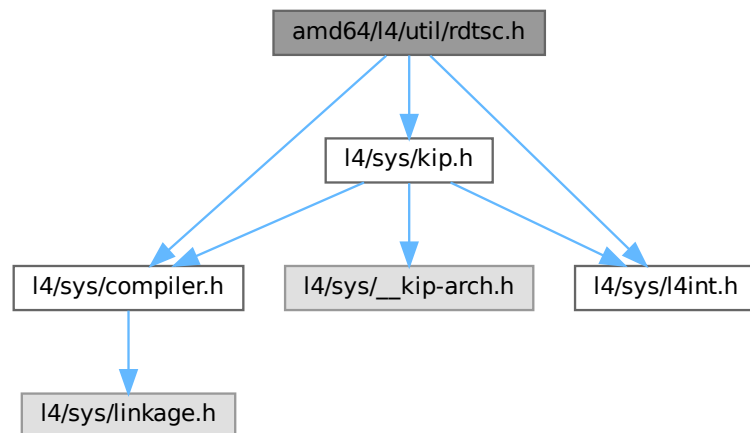 amd64/l4/util/rdtsc.h
l4/sys/kip.h
l4/sys/compiler.h
l4/sys/__kip-arch.h
l4/sys/l4int.h
l4/sys/linkage.h